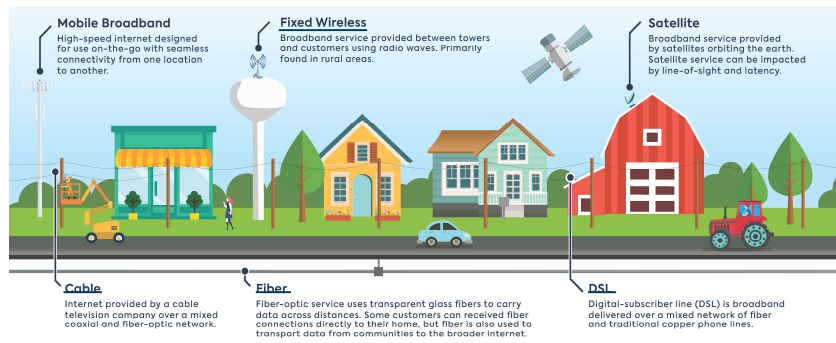 Mobile Broadband
High-speed internet designed
for use on-the-go with seamless
connectivity from one location
to another.
Fixed Wireless
Broadband service provided between towers
and customers using radio waves. Primarily
found in rural areas.
Satellite
Broadband service provided
by satellites orbiting the earth.
Satellite service can be impacted
by line-of-sight and latency.
Cable
Internet provided by a cable
television company over a mixed
coaxial and fiber-optic network.
Fiber
Fiber-optic service uses transparent glass fibers to carry
data across distances. Some customers can received fiber
connections directly to their home, but fiber is also used to
transport data from communities to the broader internet.
DSL
Digital-subscriber line (DSL) is broadband
delivered over a mixed network of fiber
and traditional copper phone lines.